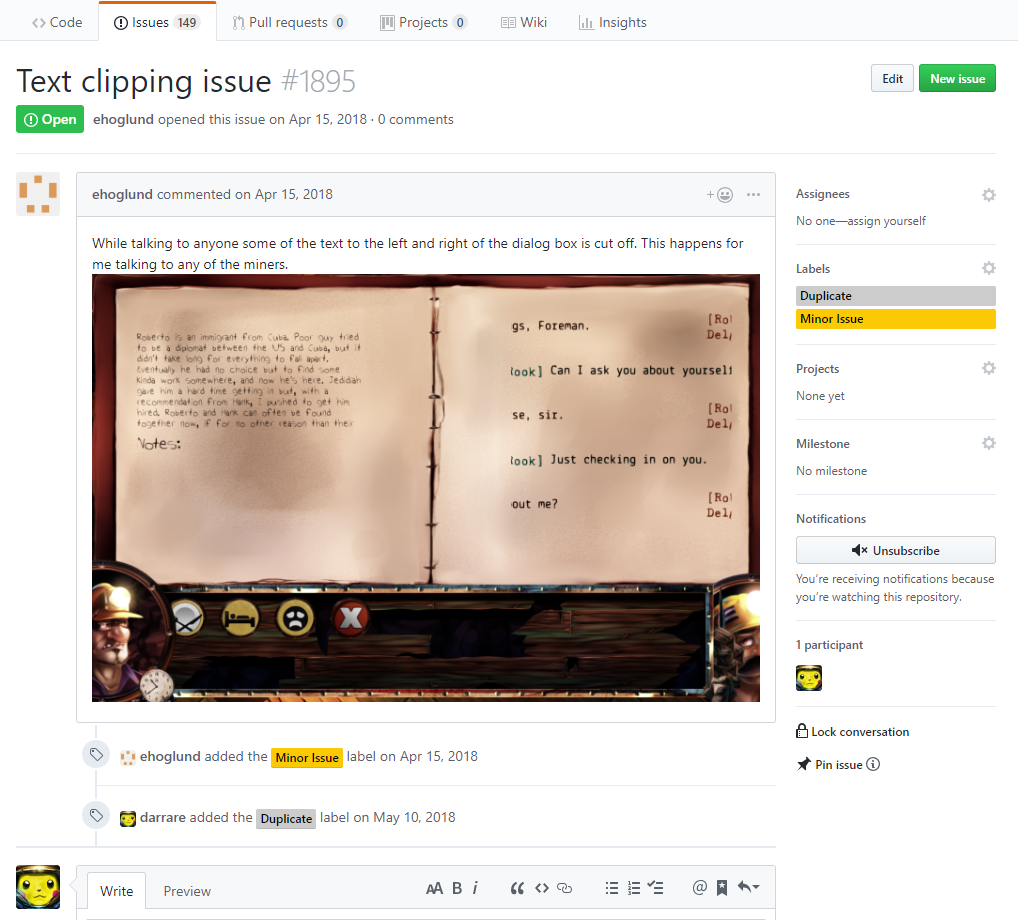 Code
Issues 149
Pull requests 0
Projects 0
Wiki
Insights
Text clipping issue #1895
Edit
New issue
Open
ehoglund opened this issue on Apr 15, 2018 · 0 comments
ehoglund commented on Apr 15, 2018
While talking to anyone some of the text to the left and right of the dialog box is cut off. This happens for
me talking to any of the miners.
Roberto is an immigrant from Cuba. Poor guy tried
to be a diplomat between the US and Cuba, but it
didn't take long for everything to fall apart.
Eventually he had no choice but to find some
kinda work somewhere, and now he's here. Jedidah
gave him a hard time getting in but, with a
recommendation from Hank, I pushed to get him
hired. Roberto and Hank can often be found
together now, if for no other reason than their
Notes:
gs, Foreman.
[Ro
Del
look] Can I ask you about yourself
se, sir.
[Ro
Del
look] Just checking in on you.
out me?
[Ro
Del
ehoglund added the Minor Issue label on Apr 15, 2018
darrare added the Duplicate label on May 10, 2018
Write
Preview
AA B i
Assignees
No one—assign yourself
Labels
Duplicate
Minor Issue
Projects
None yet
Milestone
No milestone
Notifications
Unsubscribe
You're receiving notifications because
you're watching this repository.
1 participant
Lock conversation
Pin issue